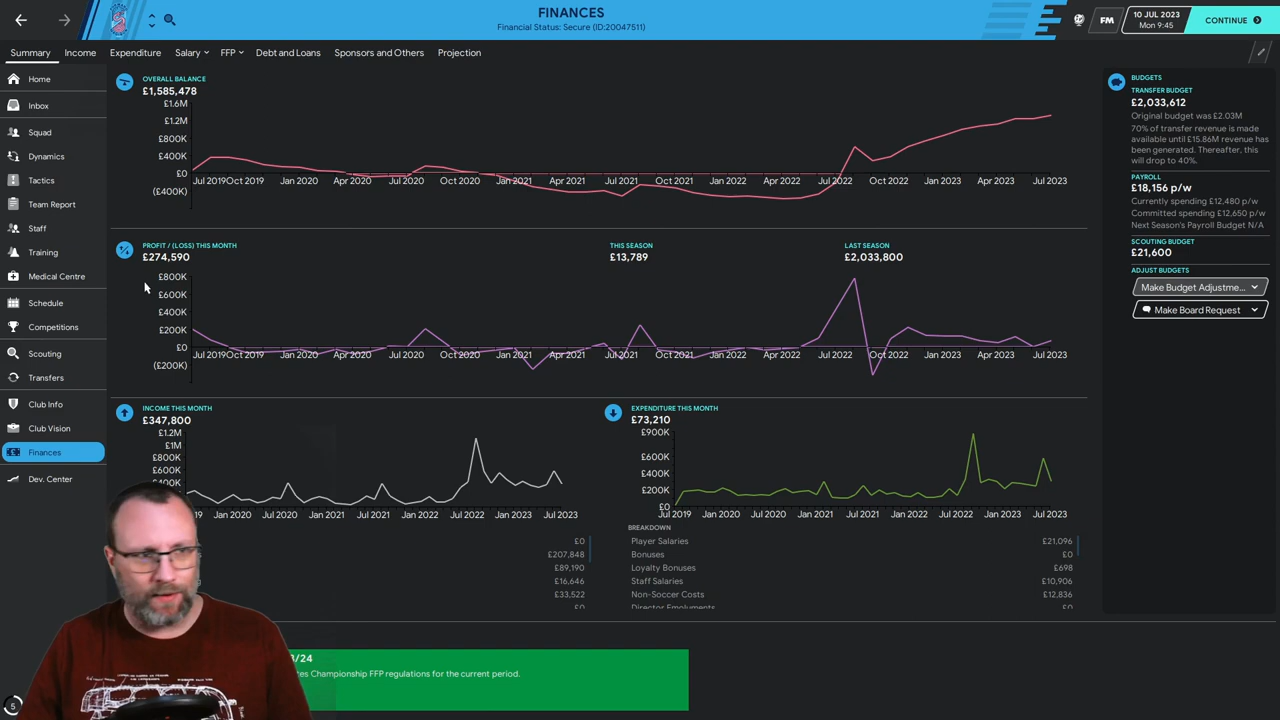 FINANCES
Financial Status: Secure (ID:20047511)
FM
10 JUL 2023
Mon 9:45
CONTINUE
Summary
Income
Expenditure
Salary
FFP
Debt and Loans
Sponsors and Others
Projection
Home
Inbox
Squad
Dynamics
Tactics
Team Report
Staff
Training
Medical Centre
Schedule
Competitions
Scouting
Transfers
Club Info
Club Vision
Finances
Dev. Center
5
OVERALL BALANCE
£1,585,478
£1.6M
£1.2M
£800K
£400K
£0
(£400K)
Jul 2019
Oct 2019
Jan 2020
Apr 2020
Jul 2020
Oct 2020
Jan 2021
Apr 2021
Jul 2021
Oct 2021
Jan 2022
Apr 2022
Jul 2022
Oct 2022
Jan 2023
Apr 2023
Jul 2023
PROFIT / (LOSS) THIS MONTH
£274,590
THIS SEASON
£13,789
LAST SEASON
£2,033,800
£800K
£600K
£400K
£200K
£0
(£200K)
Jul 2019
Oct 2019
Jan 2020
Apr 2020
Jul 2020
Oct 2020
Jan 2021
Apr 2021
Jul 2021
Oct 2021
Jan 2022
Apr 2022
Jul 2022
Oct 2022
Jan 2023
Apr 2023
Jul 2023
INCOME THIS MONTH
£347,800
£1.2M
£1M
£800K
£600K
£400K
£200K
Jan 2020
Jul 2020
Jan 2021
Jul 2021
Jan 2022
Jul 2022
Jan 2023
Jul 2023
£0
£207,848
£89,190
£16,646
£33,522
£0
EXPENDITURE THIS MONTH
£73,210
£900K
£600K
£400K
£200K
£0
Jul 2019
Jan 2020
Jul 2020
Jan 2021
Jul 2021
Jan 2022
Jul 2022
Jan 2023
Jul 2023
BREAKDOWN
Player Salaries £21,096
Bonuses £0
Loyalty Bonuses £698
Staff Salaries £10,906
Non-Soccer Costs £12,836
Director Emoluments £0
3/24
Championship FFP regulations for the current period.
BUDGETS
TRANSFER BUDGET
£2,033,612
Original budget was £2.03M
70% of transfer revenue is made
available until £15.86M revenue has
been generated. Thereafter, this
will drop to 40%.
PAYROLL
£18,156 p/w
Currently spending £12,480 p/w
Committed spending £12,650 p/w
Next Season's Payroll Budget N/A
SCOUTING BUDGET
£21,600
ADJUST BUDGETS
Make Budget Adjustme...
Make Board Request